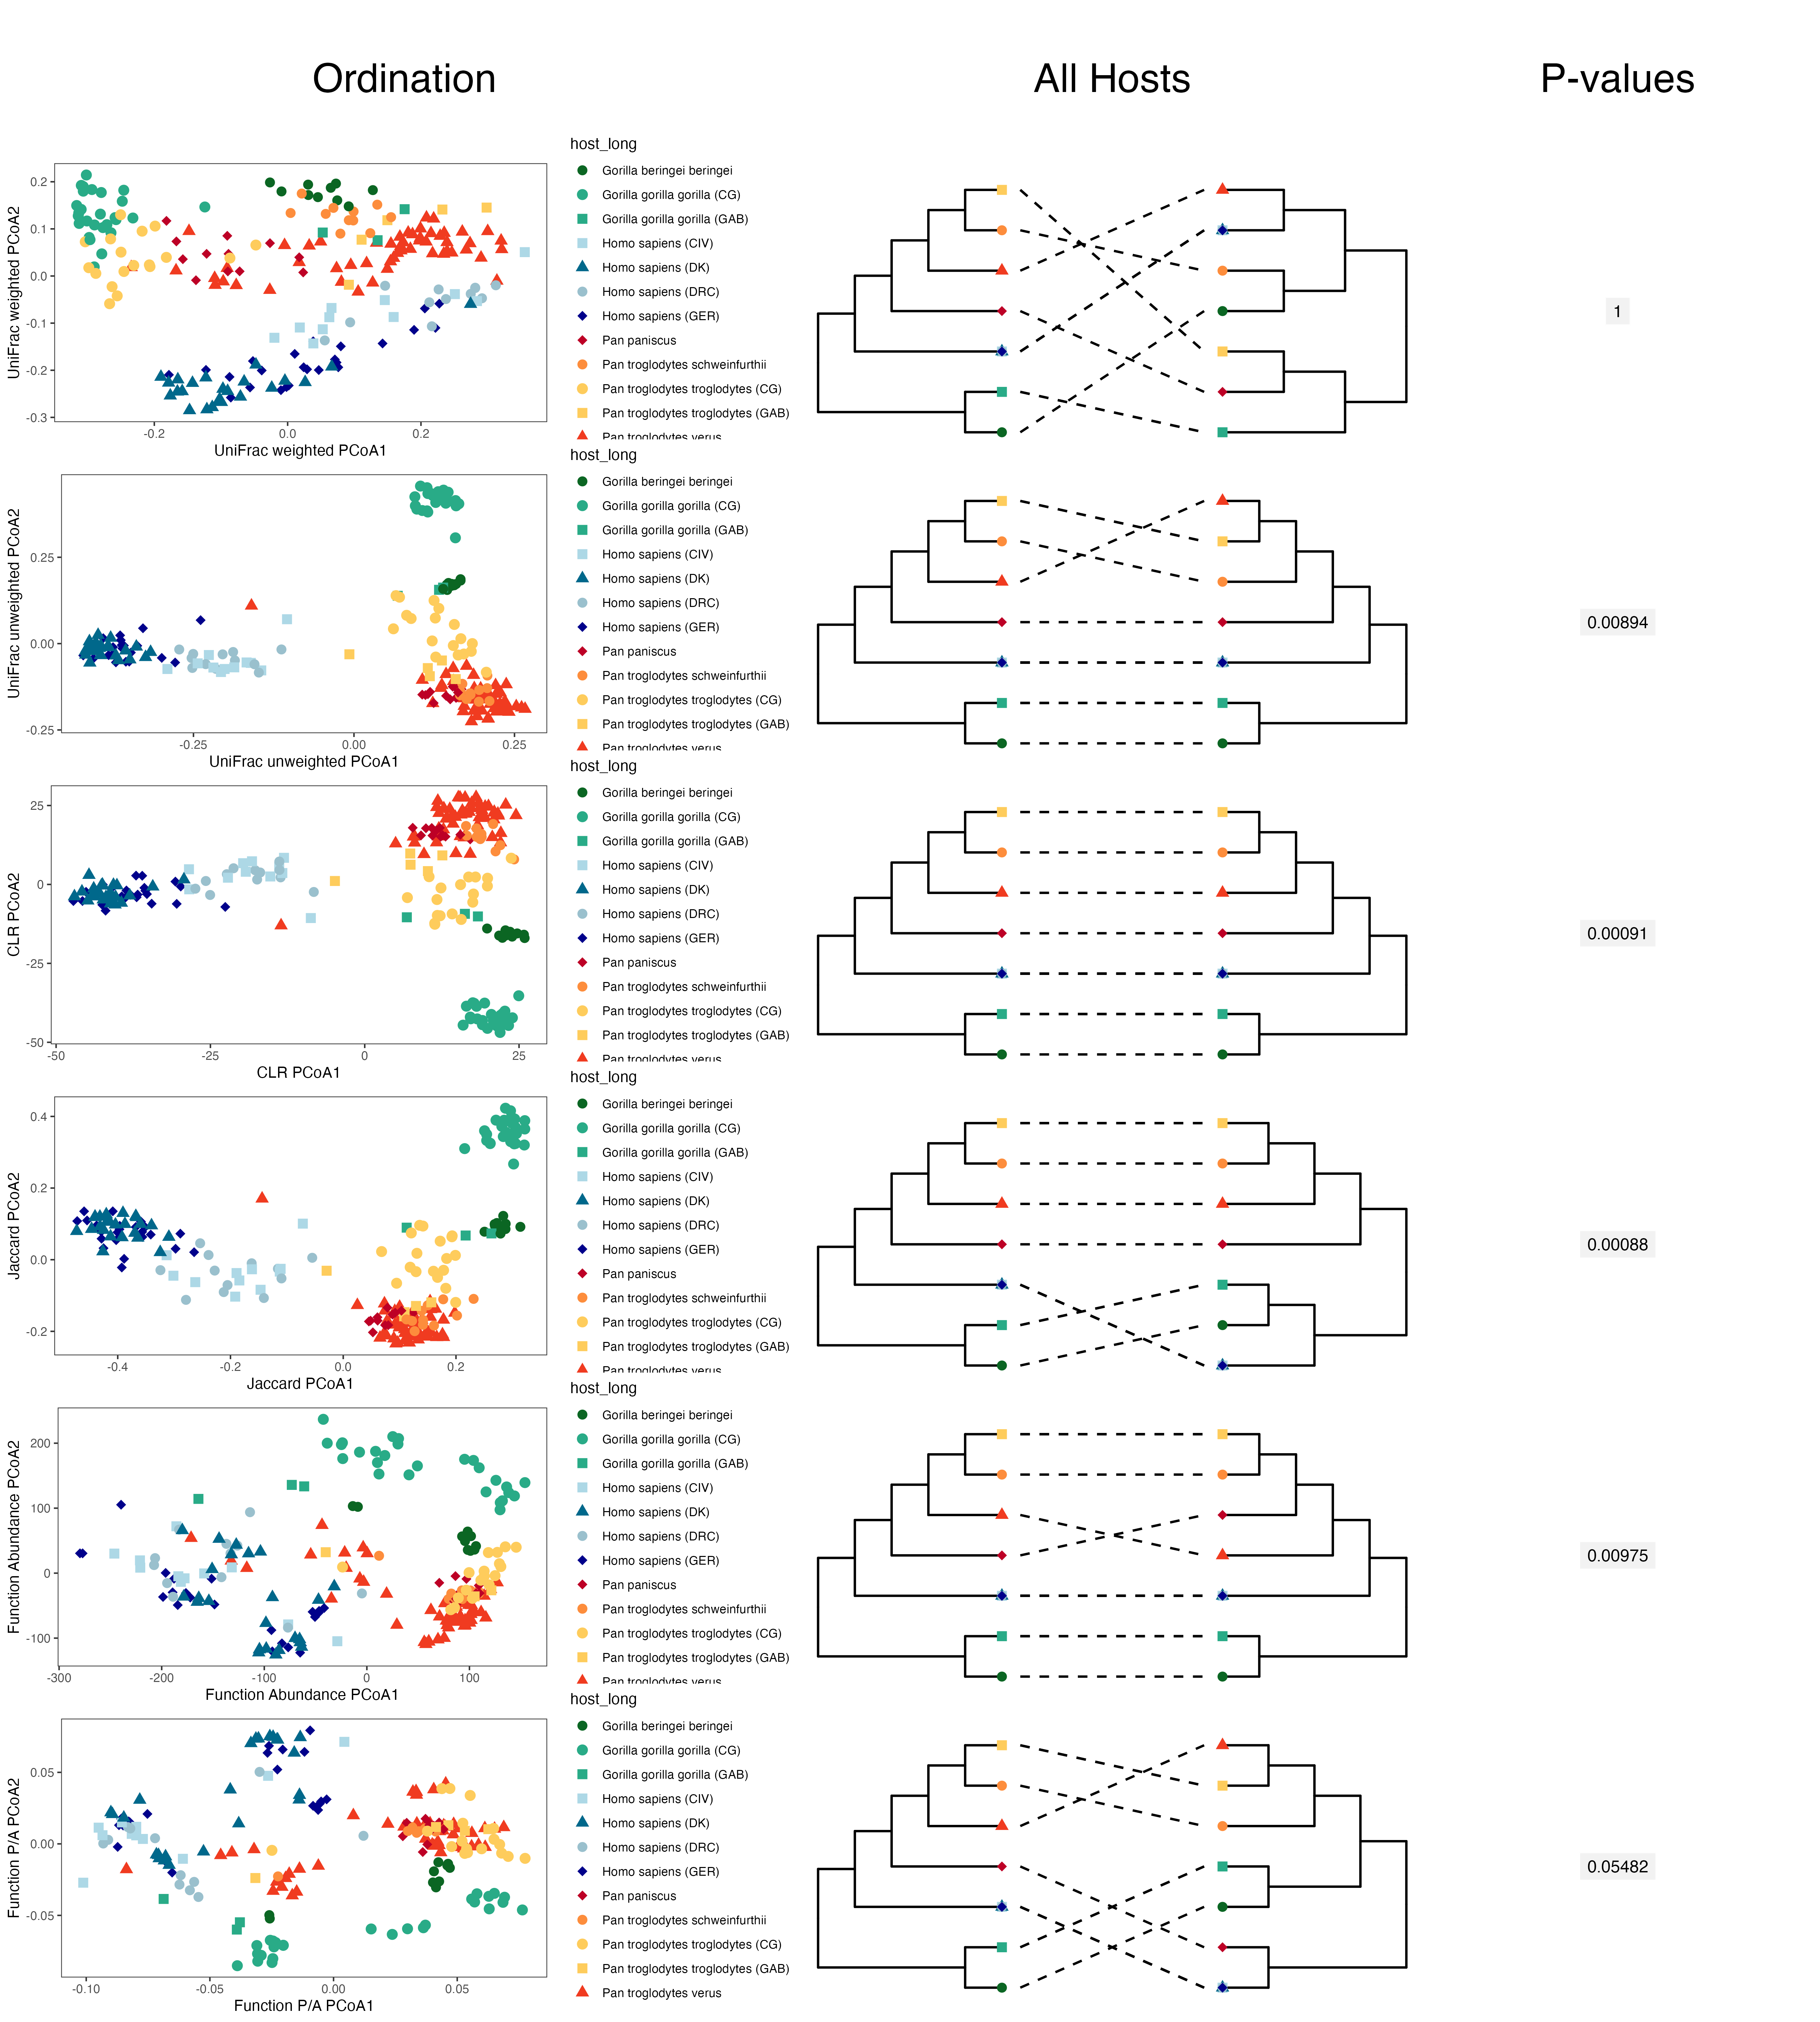 Ordination
All Hosts
P-values
host_long
Gorilla beringei beringei
Gorilla gorilla gorilla (CG)
Gorilla gorilla gorilla (GAB)
Homo sapiens (CIV)
Homo sapiens (DK)
Homo sapiens (DRC)
Homo sapiens (GER)
Pan paniscus
Pan troglodytes schweinfurthii
Pan troglodytes troglodytes (CG)
Pan troglodytes troglodytes (GAB)
Pan troglodytes verus
UniFrac weighted PCoA2
0.2
0.1
0.0
-0.1
-0.2
-0.3
-0.2
0.0
0.2
UniFrac weighted PCoA1
1
host_long
Gorilla beringei beringei
Gorilla gorilla gorilla (CG)
Gorilla gorilla gorilla (GAB)
Homo sapiens (CIV)
Homo sapiens (DK)
Homo sapiens (DRC)
Homo sapiens (GER)
Pan paniscus
Pan troglodytes schweinfurthii
Pan troglodytes troglodytes (CG)
Pan troglodytes troglodytes (GAB)
Pan troglodytes verus
UniFrac unweighted PCoA2
0.25
0.00
-0.25
-0.25
0.00
0.25
UniFrac unweighted PCoA1
0.00894
host_long
Gorilla beringei beringei
Gorilla gorilla gorilla (CG)
Gorilla gorilla gorilla (GAB)
Homo sapiens (CIV)
Homo sapiens (DK)
Homo sapiens (DRC)
Homo sapiens (GER)
Pan paniscus
Pan troglodytes schweinfurthii
Pan troglodytes troglodytes (CG)
Pan troglodytes troglodytes (GAB)
Pan troglodytes verus
CLR PCoA2
25
0
-25
-50
-50
-25
0
25
CLR PCoA1
0.00091
host_long
Gorilla beringei beringei
Gorilla gorilla gorilla (CG)
Gorilla gorilla gorilla (GAB)
Homo sapiens (CIV)
Homo sapiens (DK)
Homo sapiens (DRC)
Homo sapiens (GER)
Pan paniscus
Pan troglodytes schweinfurthii
Pan troglodytes troglodytes (CG)
Pan troglodytes troglodytes (GAB)
Pan troglodytes verus
Jaccard PCoA2
0.4
0.2
0.0
-0.2
-0.4
-0.2
0.0
0.2
Jaccard PCoA1
0.00088
host_long
Gorilla beringei beringei
Gorilla gorilla gorilla (CG)
Gorilla gorilla gorilla (GAB)
Homo sapiens (CIV)
Homo sapiens (DK)
Homo sapiens (DRC)
Homo sapiens (GER)
Pan paniscus
Pan troglodytes schweinfurthii
Pan troglodytes troglodytes (CG)
Pan troglodytes troglodytes (GAB)
Pan troglodytes verus
Function Abundance PCoA2
200
100
0
-100
-300
-200
-100
0
100
Function Abundance PCoA1
0.00975
host_long
Gorilla beringei beringei
Gorilla gorilla gorilla (CG)
Gorilla gorilla gorilla (GAB)
Homo sapiens (CIV)
Homo sapiens (DK)
Homo sapiens (DRC)
Homo sapiens (GER)
Pan paniscus
Pan troglodytes schweinfurthii
Pan troglodytes troglodytes (CG)
Pan troglodytes troglodytes (GAB)
Pan troglodytes verus
Function P/A PCoA2
0.05
0.00
-0.05
-0.10
-0.05
0.00
0.05
Function P/A PCoA1
0.05482